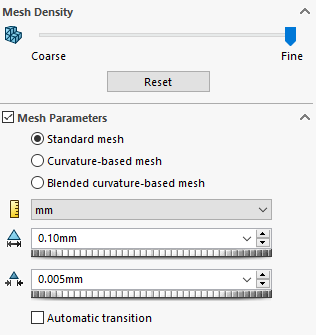 Mesh Density
Coarse Fine
Reset
Mesh Parameters
Standard mesh
Curvature-based mesh
Blended curvature-based mesh
mm
0.10mm
0.005mm
Automatic transition